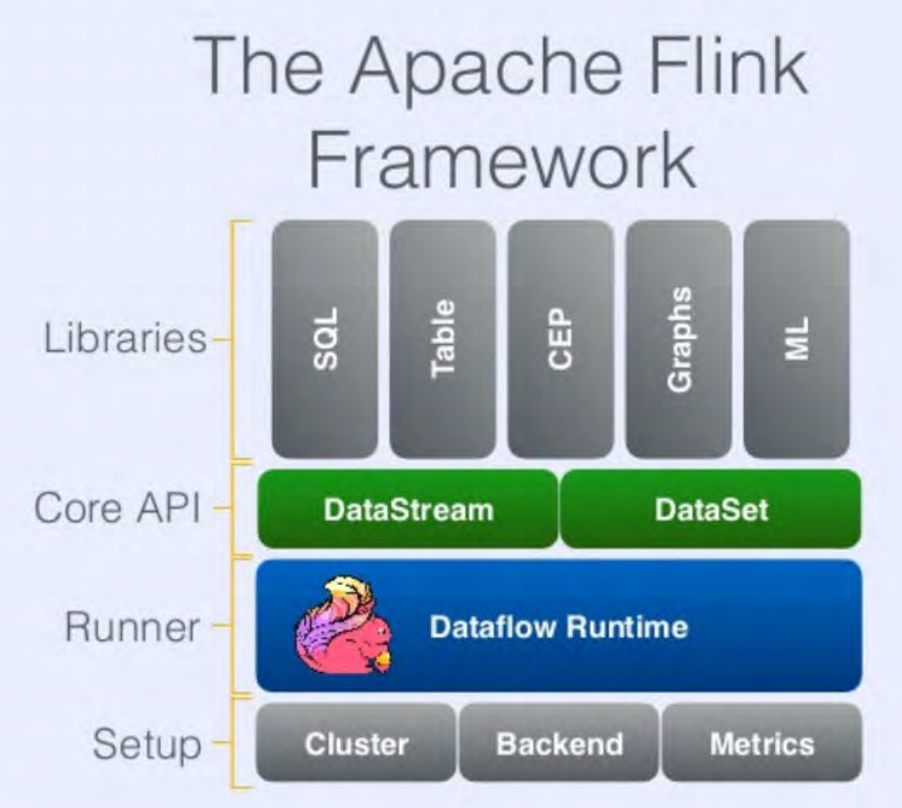 The Apache Flink
Framework
Libraries
SQL
Table
CEP
Graphs
ML
Core API
DataStream
DataSet
Runner
Dataflow Runtime
Setup
Cluster
Backend
Metrics